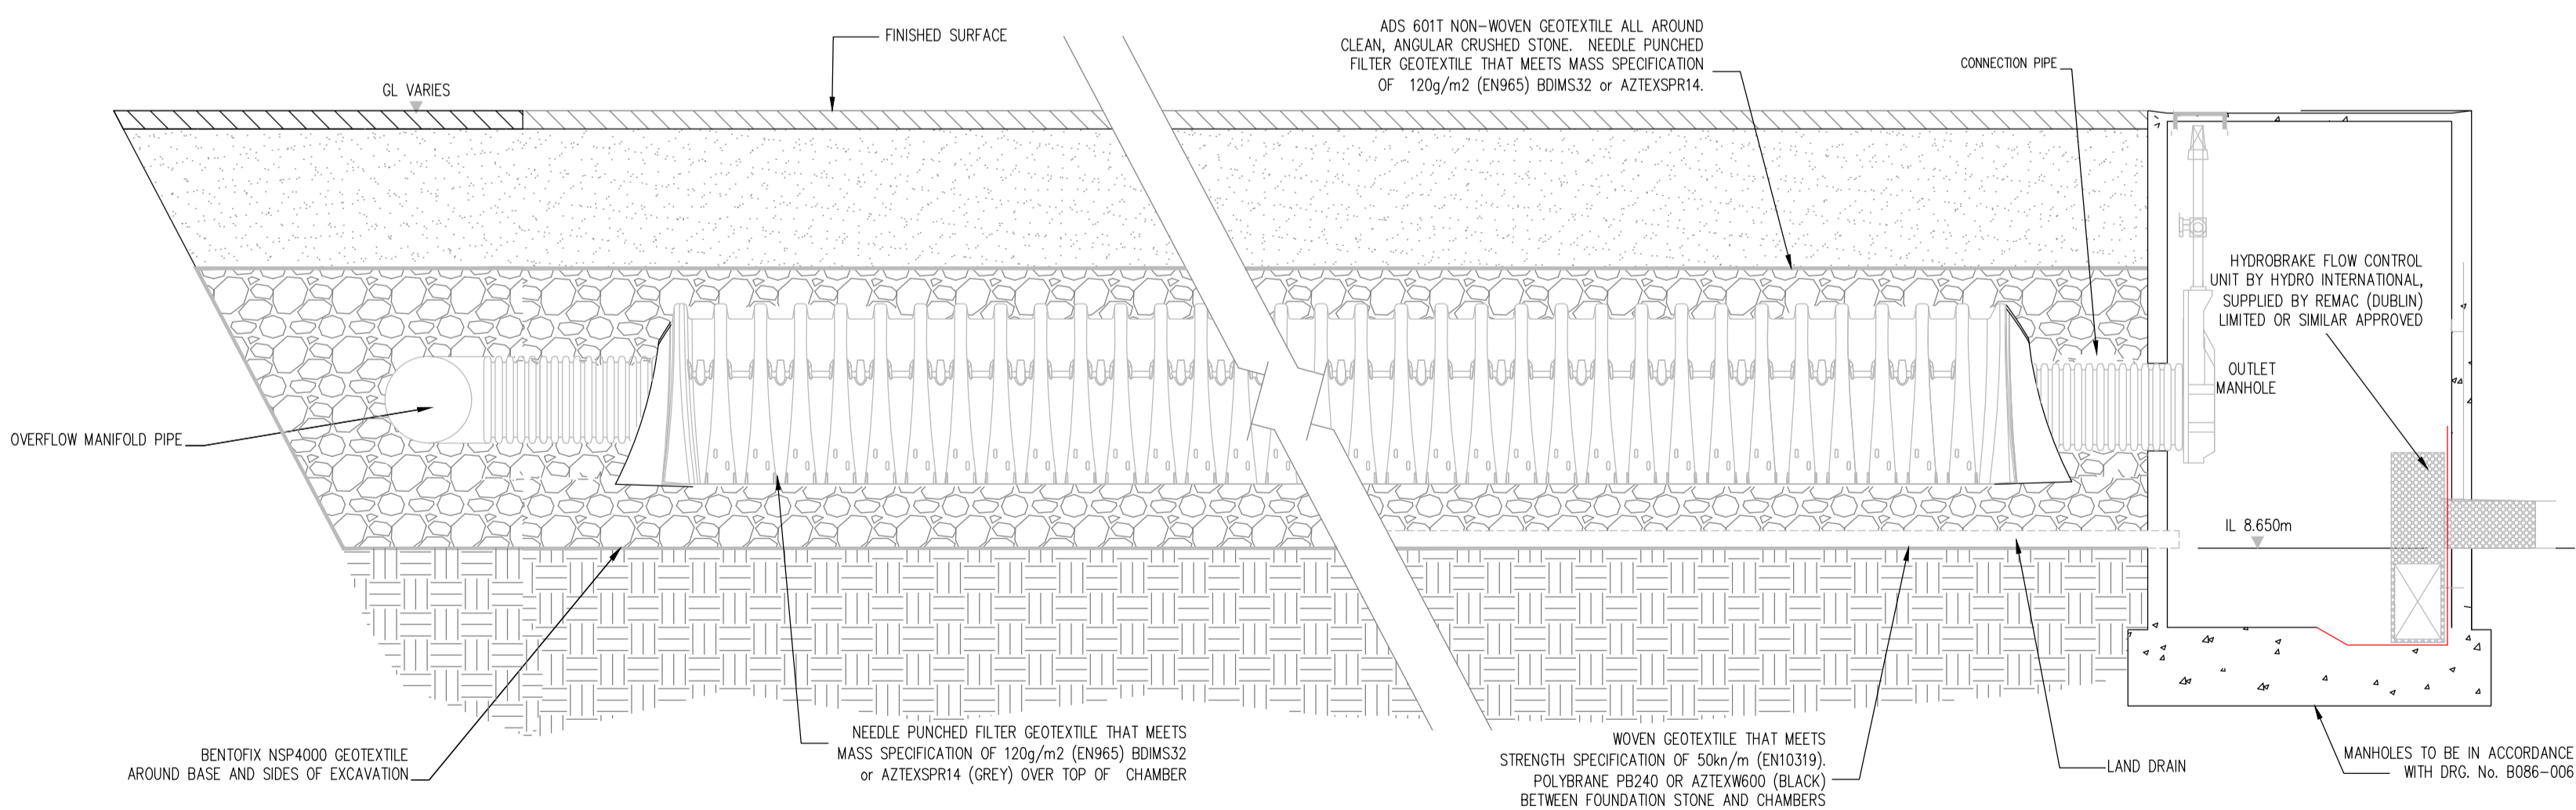 FINISHED SURFACE
GL VARIES
ADS 601T NON-WOVEN GEOTEXTILE ALL AROUND
CLEAN, ANGULAR CRUSHED STONE. NEEDLE PUNCHED
FILTER GEOTEXTILE THAT MEETS MASS SPECIFICATION
OF 120g/m2 (EN965) BDIMS32 or AZTEXSPR14.
CONNECTION PIPE
HYDROBRAKE FLOW CONTROL
UNIT BY HYDRO INTERNATIONAL,
SUPPLIED BY REMAC (DUBLIN)
LIMITED OR SIMILAR APPROVED
OUTLET
MANHOLE
OVERFLOW MANIFOLD PIPE
IL 8.650m
BENTOFIX NSP4000 GEOTEXTILE
AROUND BASE AND SIDES OF EXCAVATION
NEEDLE PUNCHED FILTER GEOTEXTILE THAT MEETS
MASS SPECIFICATION OF 120g/m2 (EN965) BDIMS32
or AZTEXSPR14 (GREY) OVER TOP OF CHAMBER
WOVEN GEOTEXTILE THAT MEETS
STRENGTH SPECIFICATION OF 50kn/m (EN10319).
POLYBRANE PB240 OR AZTEXW600 (BLACK)
BETWEEN FOUNDATION STONE AND CHAMBERS
LAND DRAIN
MANHOLES TO BE IN ACCORDANCE
WITH DRG. No. B086-006